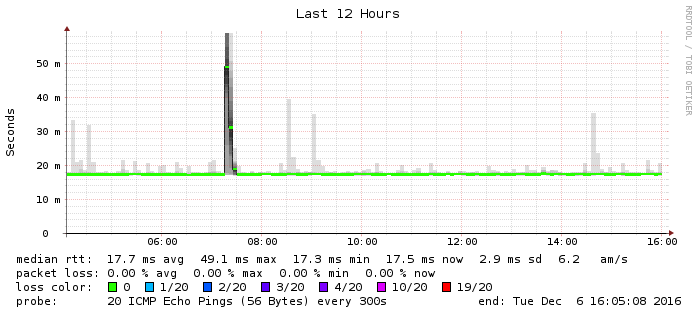 Last 12 Hours
RRDTOOL / TOBI OETIKER
Seconds
50 m
40 m
30 m
20 m
10 m
0
06:00 08:00 10:00 12:00 14:00 16:00
median rtt: 17.7 ms avg 49.1 ms max 17.3 ms min 17.5 ms now 2.9 ms sd 6.2 am/s
packet loss: 0.00 % avg 0.00 % max 0.00 % min 0.00 % now
loss color: 0 1/20 2/20 3/20 4/20 10/20 19/20
probe: 20 ICMP Echo Pings (56 Bytes) every 300s end: Tue Dec 6 16:05:08 2016